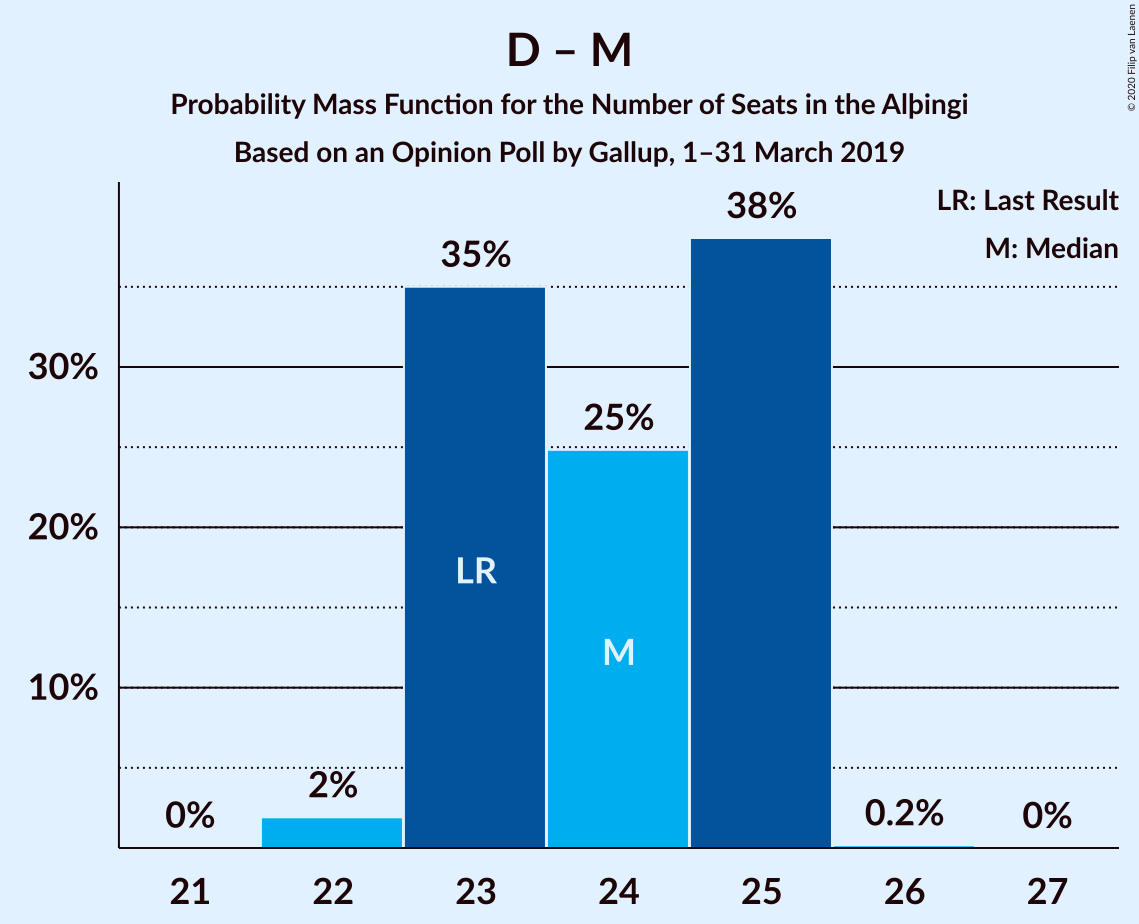 D – M
Probability Mass Function for the Number of Seats in the Alþingi
Based on an Opinion Poll by Gallup, 1–31 March 2019
© 2020 Filip van Laenen
LR: Last Result
M: Median
38%
35%
30%
25%
20%
LR
M
10%
2%
0%
0.2%
0%
21
22
23
24
25
26
27